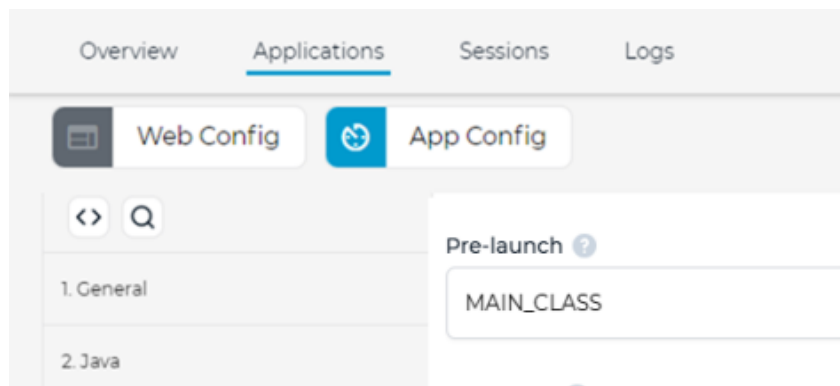 Overview Applications Sessions Logs
Web Config App Config
Pre-launch ?
1. General
MAIN_CLASS
2. Java